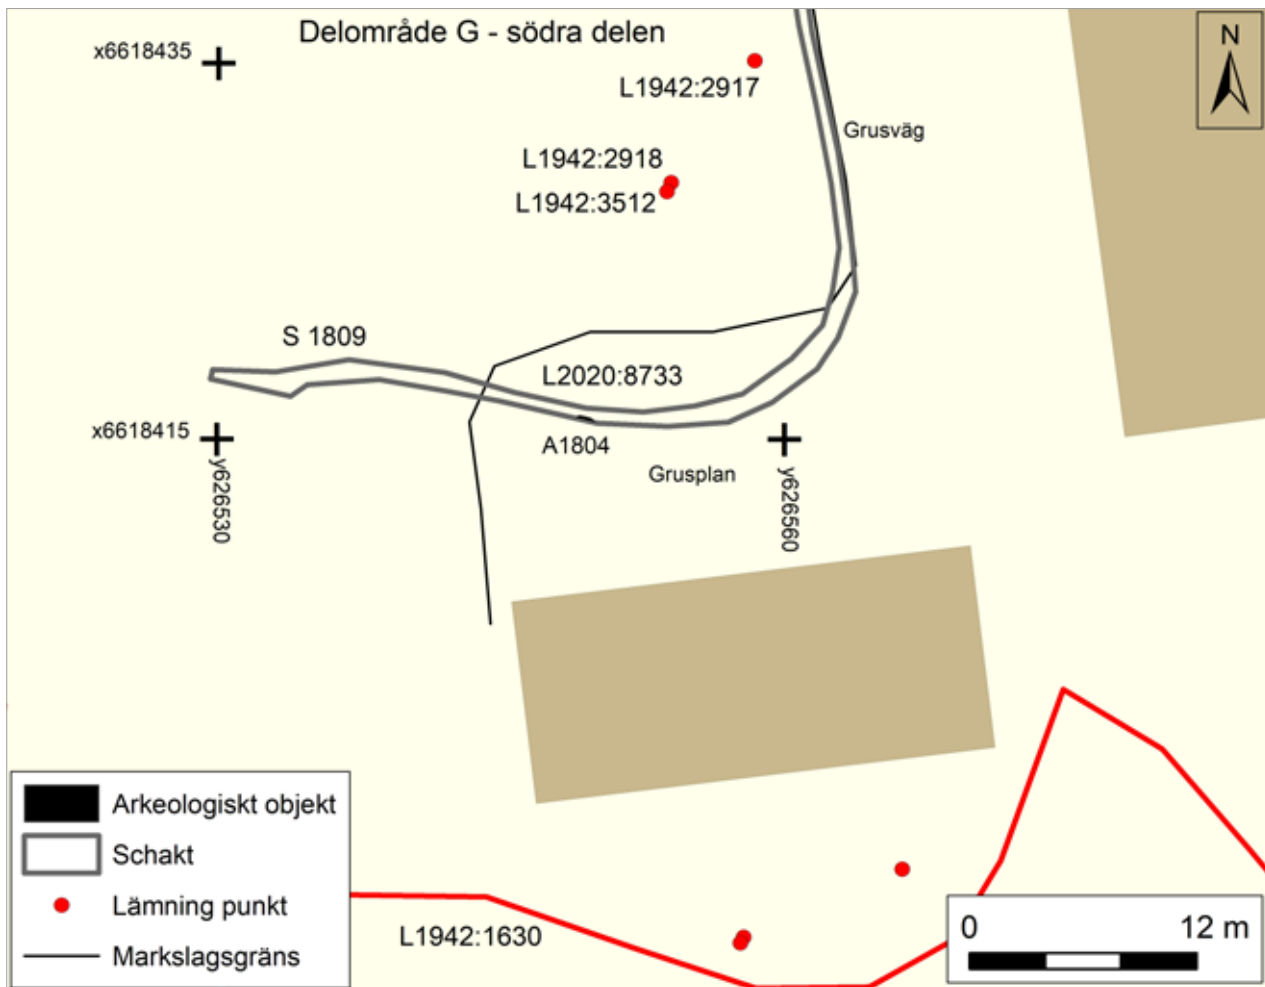 Delområde G - södra delen
N
x6618435
L1942:2917
Grusväg
L1942:2918
L1942:3512
S 1809
L2020:8733
x6618415
A1804
Grusplan
y626530
y626560
Arkeologiskt objekt
Schakt
Lämning punkt
Markslagsgräns
L1942:1630
0 12 m